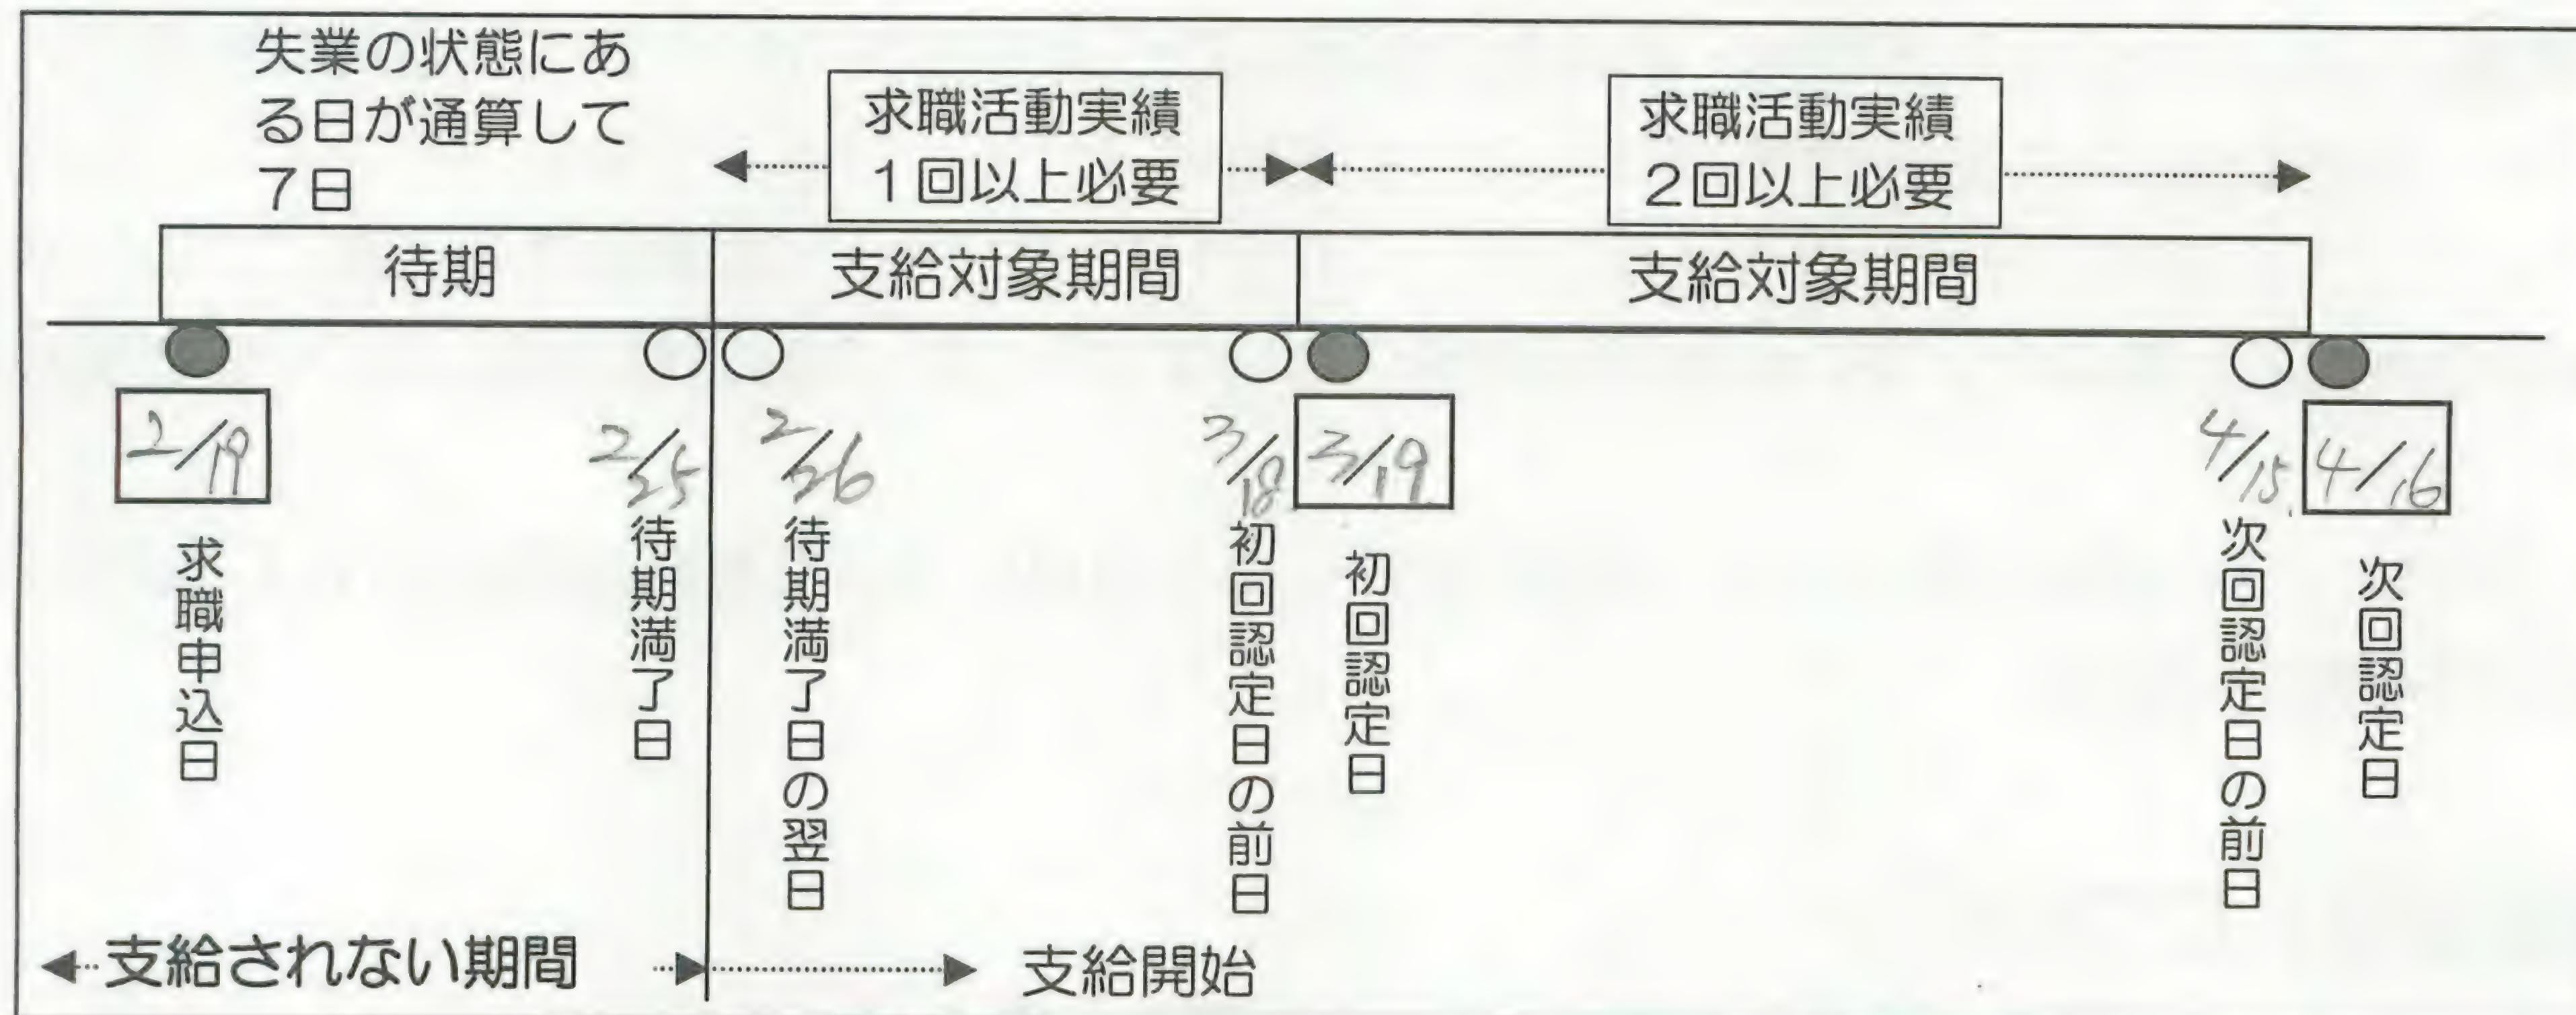 失業の状態にあ
る日が通算して
7日
求職活動実績
1回以上必要
求職活動実績
2回以上必要
待期
支給対象期間
支給対象期間
2/19
2/25
2/26
3/18
3/19
4/15
4/16
求職申込日
待期満了日
待期満了日の翌日
初回認定日の前日
初回認定日
次回認定日の前日
次回認定日
支給されない期間
支給開始